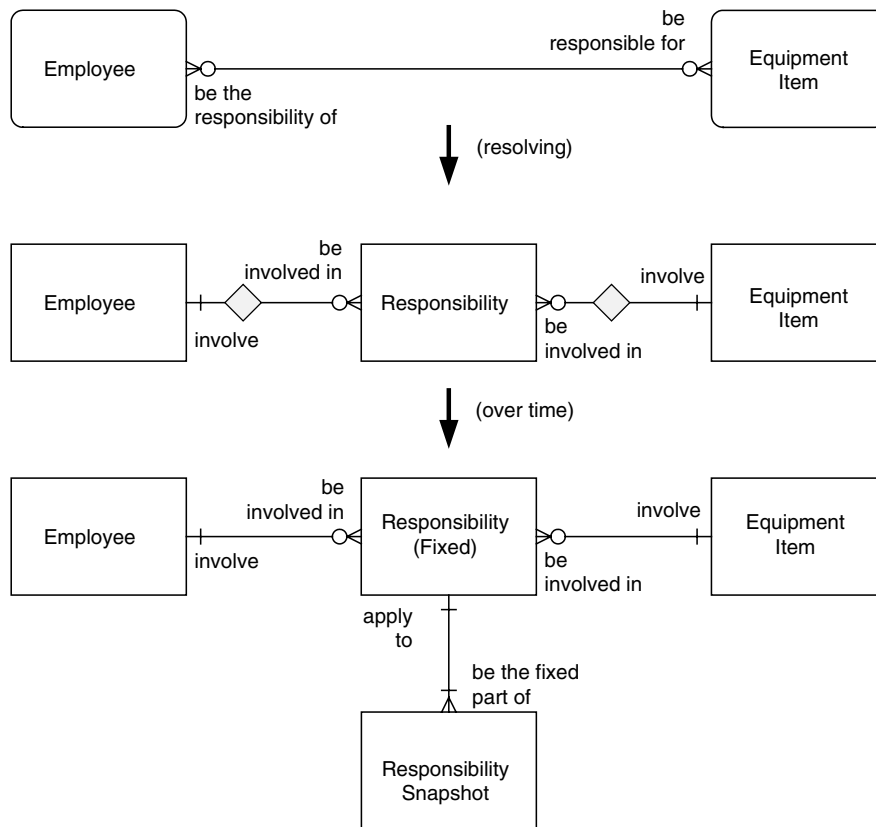 be
responsible for
Employee
Equipment
Item
be the
responsibility of
(resolving)
be
involved in
involve
Employee
Responsibility
Equipment
Item
involve
be
involved in
(over time)
be
involved in
involve
Employee
Responsibility
(Fixed)
Equipment
Item
involve
be
involved in
apply
to
be the fixed
part of
Responsibility
Snapshot